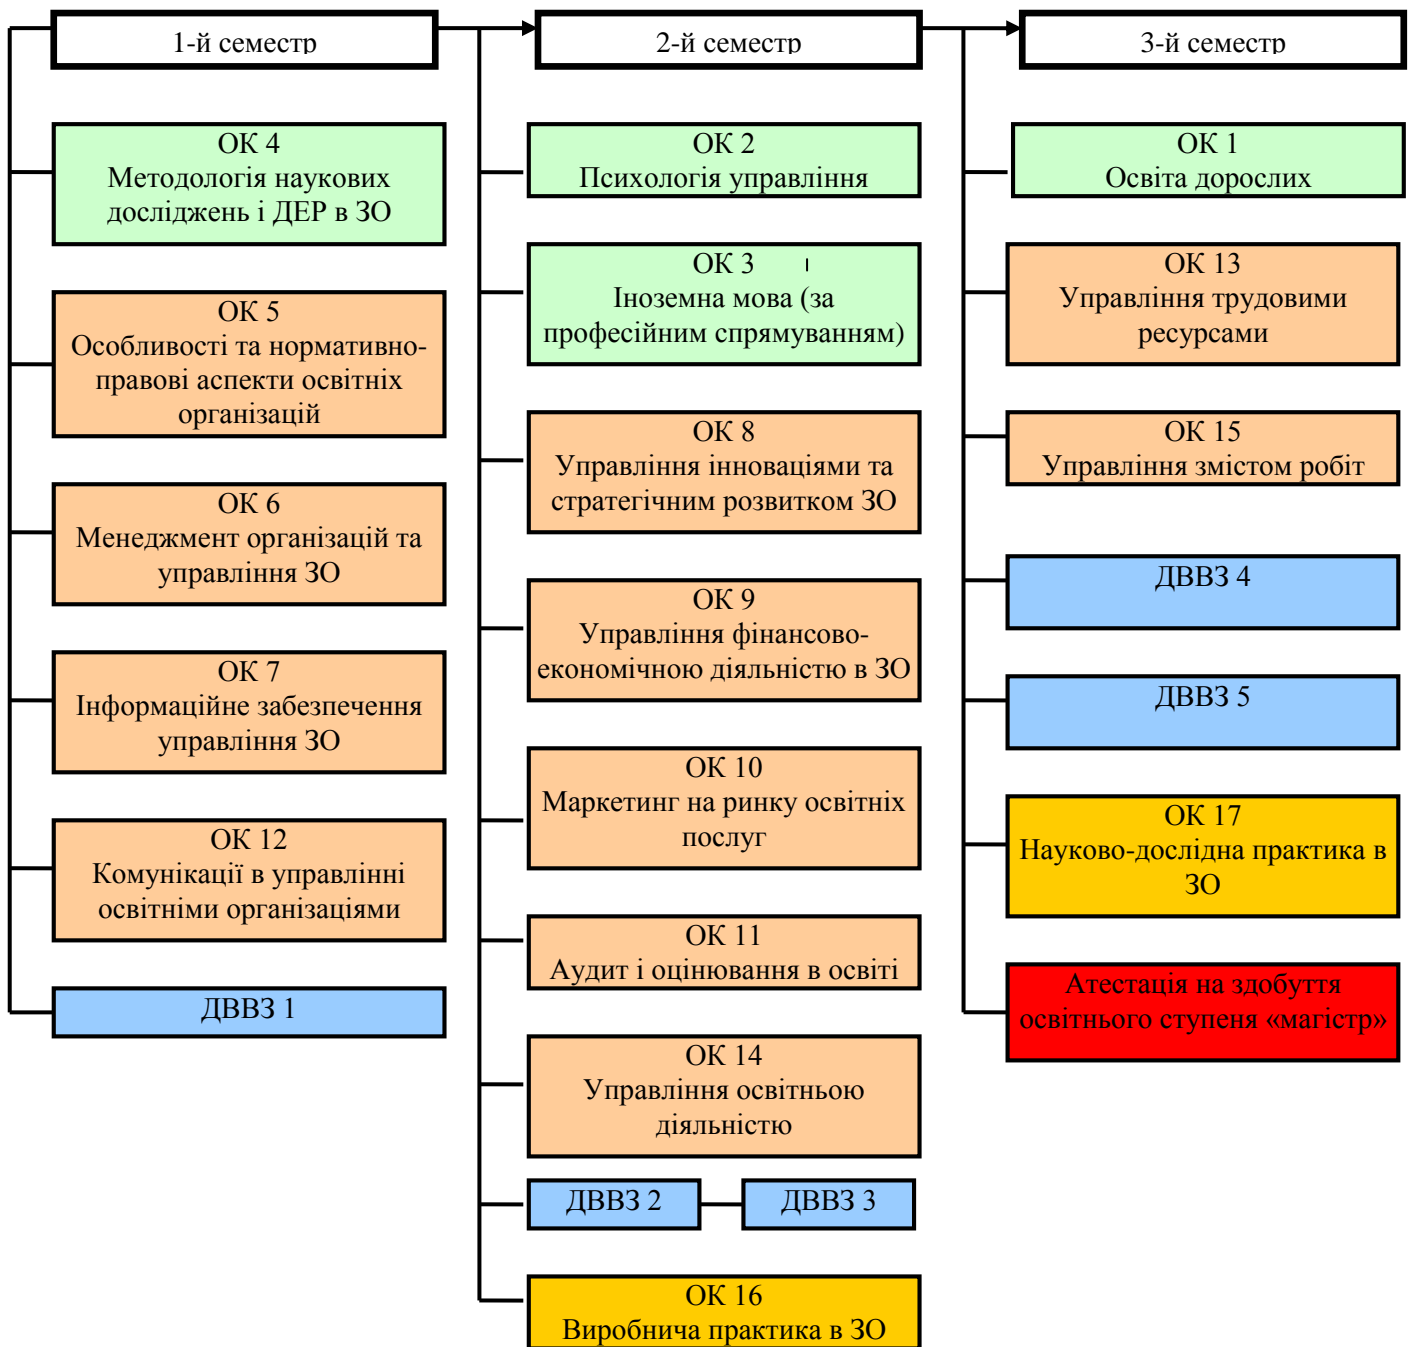 1-й семестр
2-й семестр
3-й семестр
ОК 4
Методологія наукових
досліджень і ДЕР в ЗО
ОК 5
Особливості та нормативно-
правові аспекти освітніх
організацій
ОК 6
Менеджмент організацій та
управління ЗО
ОК 7
Інформаційне забезпечення
управління ЗО
ОК 12
Комунікації в управлінні
освітніми організаціями
ДВВЗ 1
ОК 2
Психологія управління
ОК 3
Іноземна мова (за
професійним спрямуванням)
ОК 8
Управління інноваціями та
стратегічним розвитком ЗО
ОК 9
Управління фінансово-
економічною діяльністю в ЗО
ОК 10
Маркетинг на ринку освітніх
послуг
ОК 11
Аудит і оцінювання в освіті
ОК 14
Управління освітньою
діяльністю
ДВВЗ 2
ДВВЗ 3
ОК 16
Виробнича практика в ЗО
ОК 1
Освіта дорослих
ОК 13
Управління трудовими
ресурсами
ОК 15
Управління змістом робіт
ДВВЗ 4
ДВВЗ 5
ОК 17
Науково-дослідна практика в
ЗО
Атестація на здобуття
освітнього ступеня «магістр»